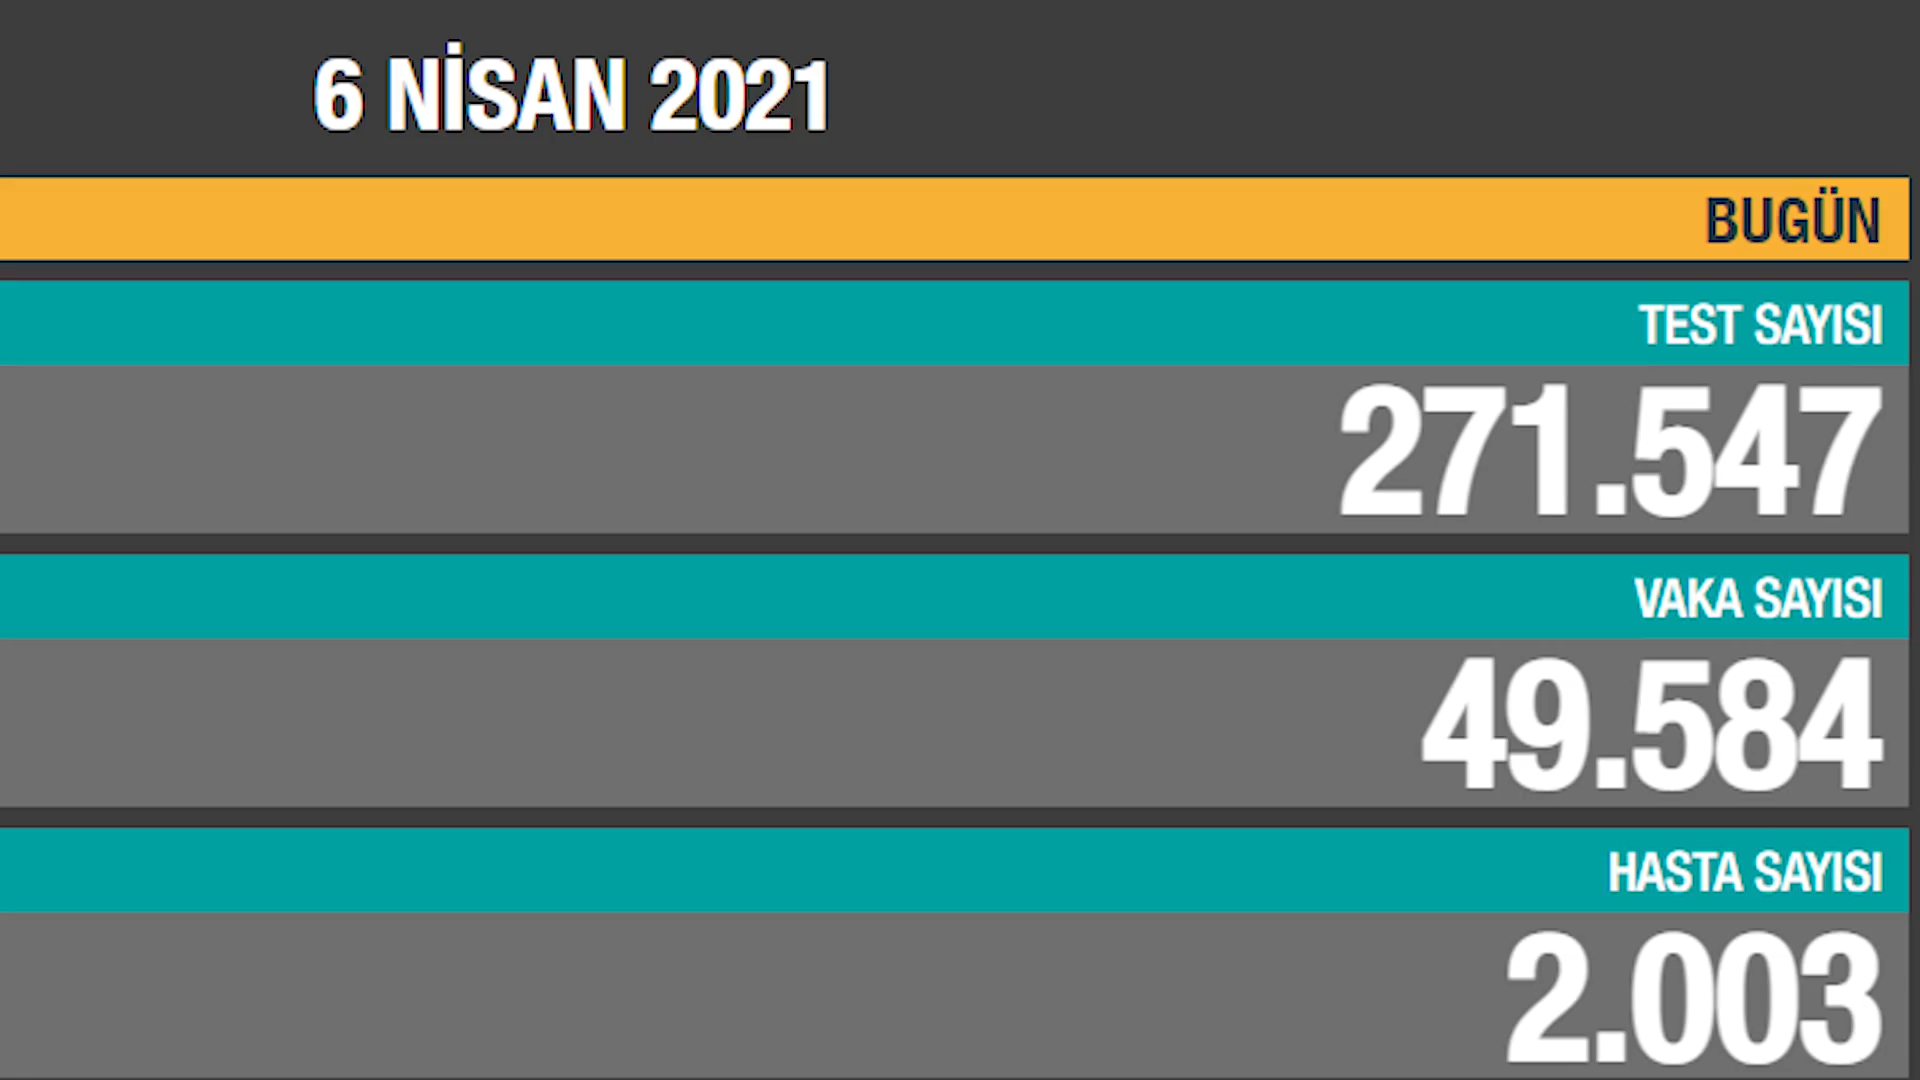 6 NİSAN 2021
BUGÜN
TEST SAYISI
271.547
VAKA SAYISI
49.584
HASTA SAYISI
2.003